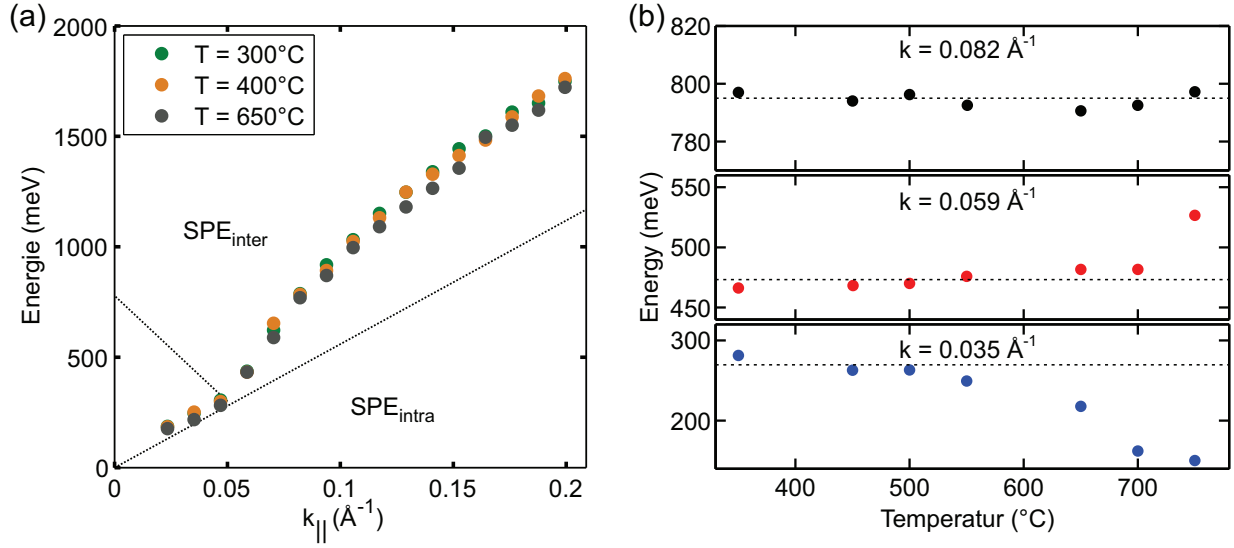 (a)
2000
1500
1000
500
0
Energie (meV)
T = 300°C
T = 400°C
T = 650°C
SPEinter
SPEintra
0
0.05
0.1
0.15
0.2
k|| (Å-1)
(b)
820
800
780
k = 0.082 Å-1
550
500
450
k = 0.059 Å-1
300
200
k = 0.035 Å-1
Energy (meV)
400
500
600
700
Temperatur (°C)